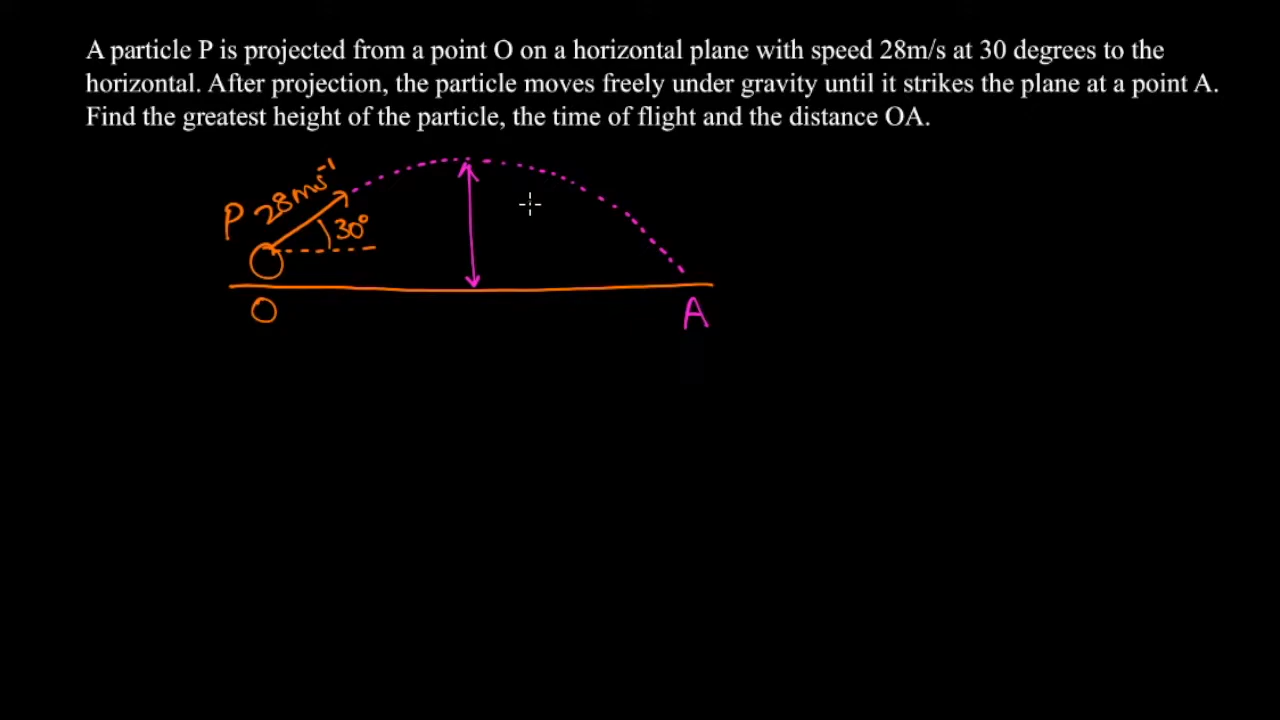 A particle P is projected from a point O on a horizontal plane with speed 28m/s at 30 degrees to the
horizontal. After projection, the particle moves freely under gravity until it strikes the plane at a point A.
Find the greatest height of the particle, the time of flight and the distance OA.
P 28ms⁻¹
30°
O
A